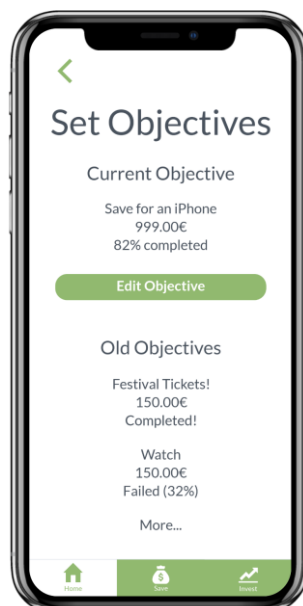 Set Objectives
Current Objective
Save for an iPhone
999.00€
82% completed
Edit Objective
Old Objectives
Festival Tickets!
150.00€
Completed!
Watch
150.00€
Failed (32%)
More...
Home Save Invest